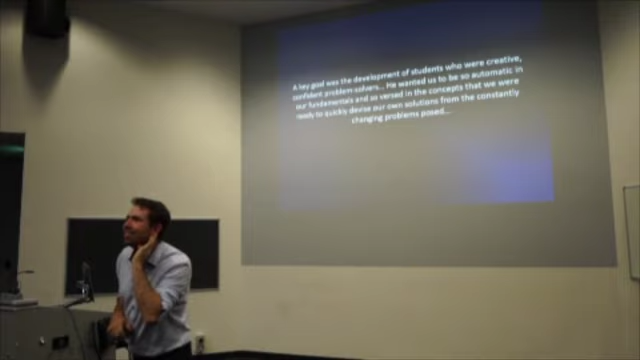 A key goal was the development of students who were creative,
confident problem-solvers... He wanted us to be so automatic in
our fundamentals and so versed in the concepts that we were
ready to quickly devise our own solutions from the constantly
changing problems posed...